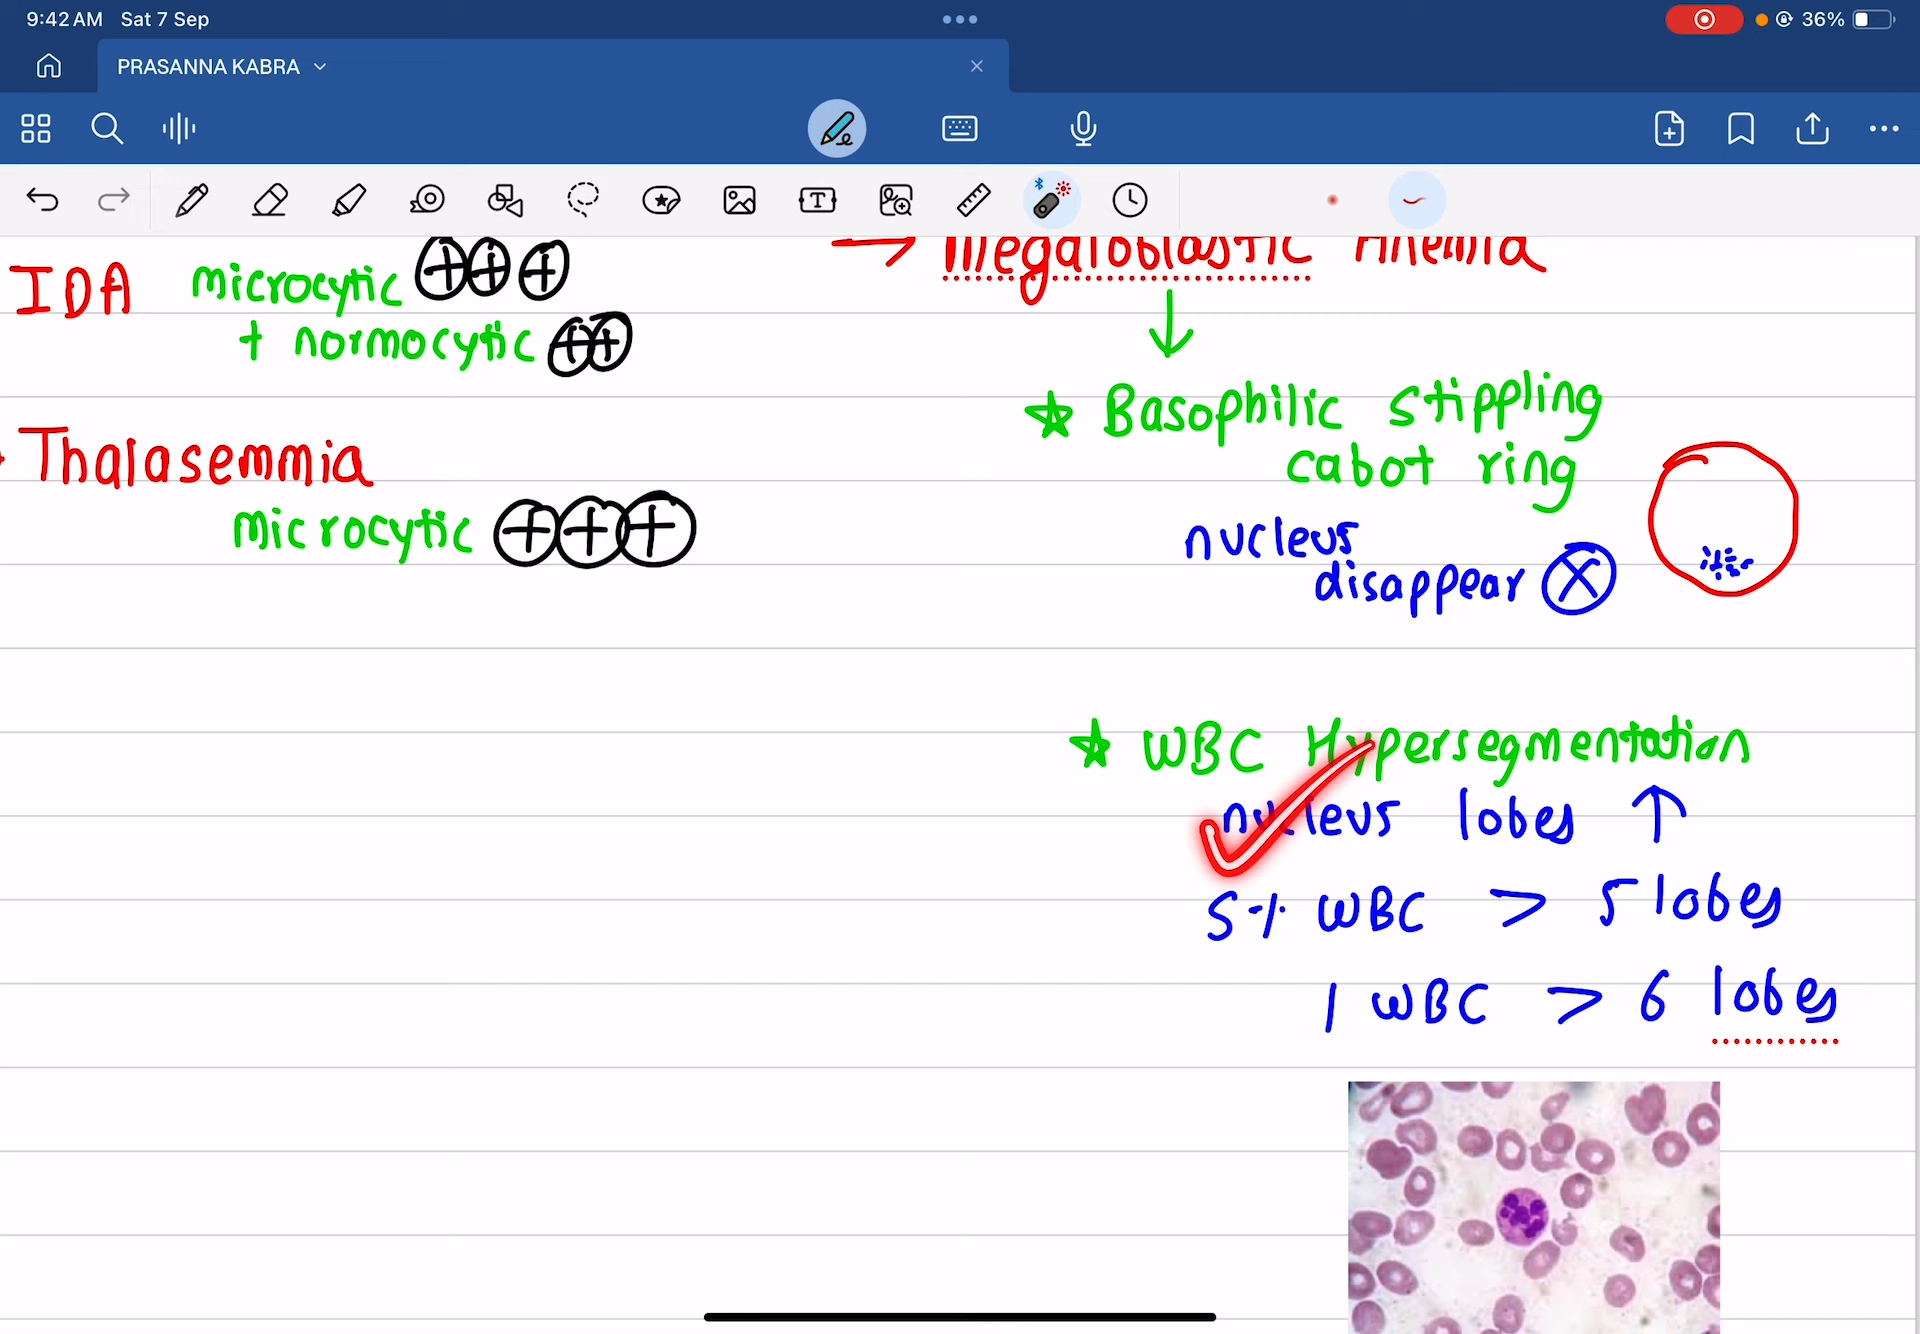 9:42 AM Sat 7 Sep
36%
PRASANNA KABRA
IDA microcytic
+ normocytic
Thalasemmia
microcytic
→ Megaloblastic Anemia
↓
☆ Basophilic stippling
cabot ring
nucleus
disappear
☆ WBC Hypersegmentation
nucleus lobes ↑
5% WBC > 5 lobes
1 WBC > 6 lobes